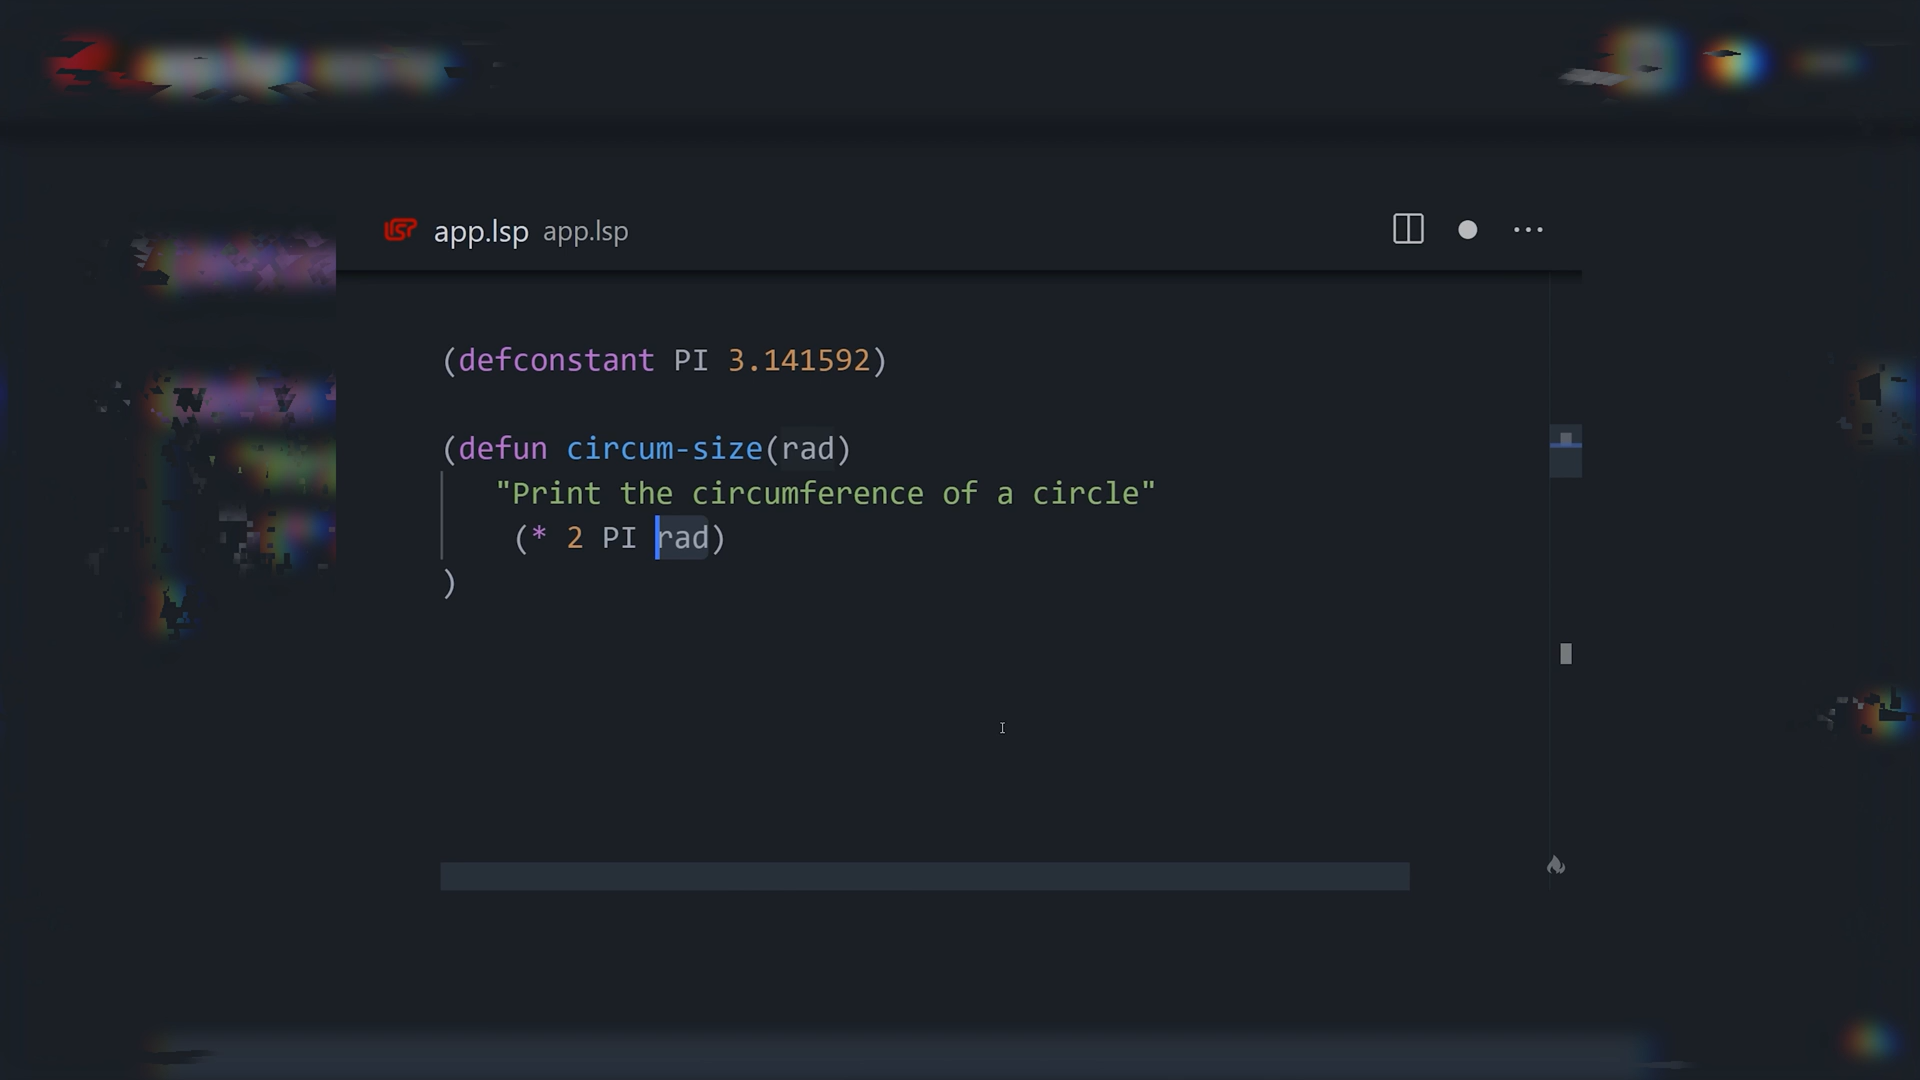 app.lsp app.lsp
(defconstant PI 3.141592)
(defun circum-size(rad)
"Print the circumference of a circle"
(* 2 PI rad)
)